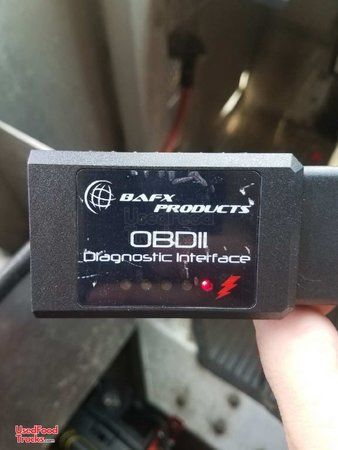 BAFX
PRODUCTS
OBDII
Diagnostic Interface
UsedFood
Trucks.com